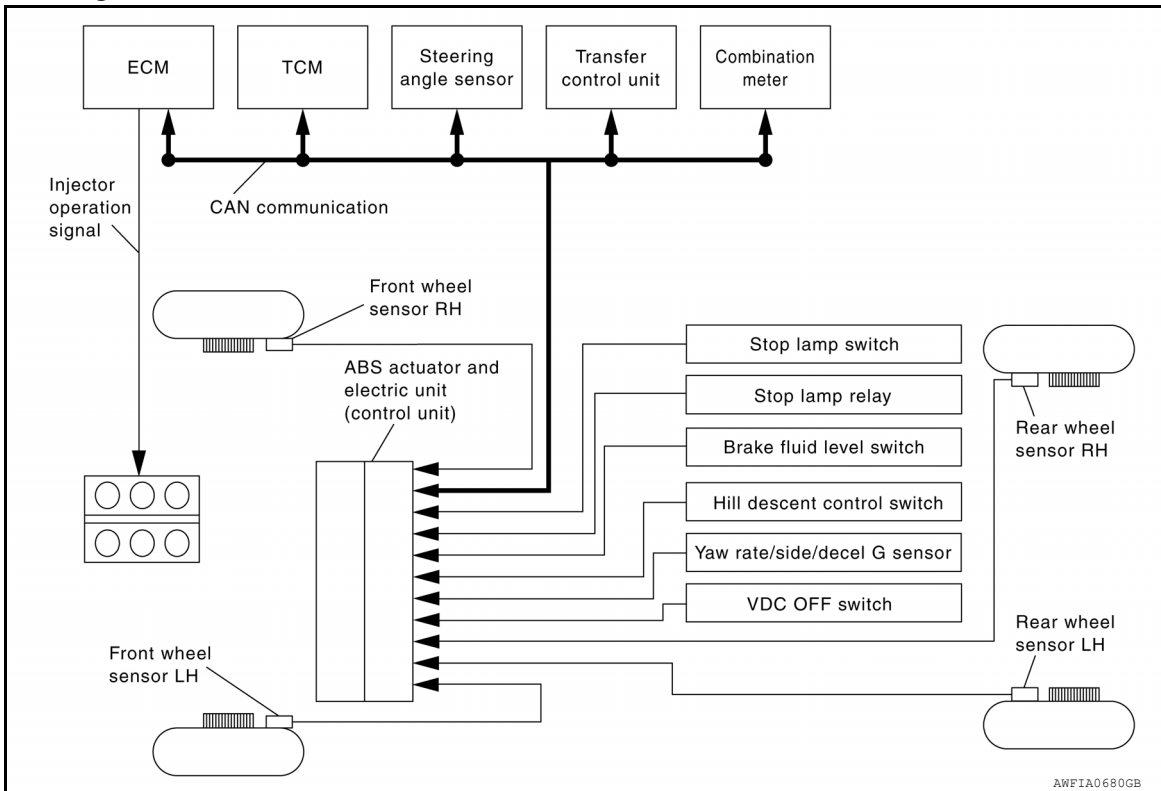 ECM
TCM
Steering
angle sensor
Transfer
control unit
Combination
meter
Injector
operation
signal
CAN communication
Front wheel
sensor RH
ABS actuator and
electric unit
(control unit)
Stop lamp switch
Stop lamp relay
Brake fluid level switch
Hill descent control switch
Yaw rate/side/decel G sensor
VDC OFF switch
Rear wheel
sensor RH
Rear wheel
sensor LH
Front wheel
sensor LH
AWFIA0680GB